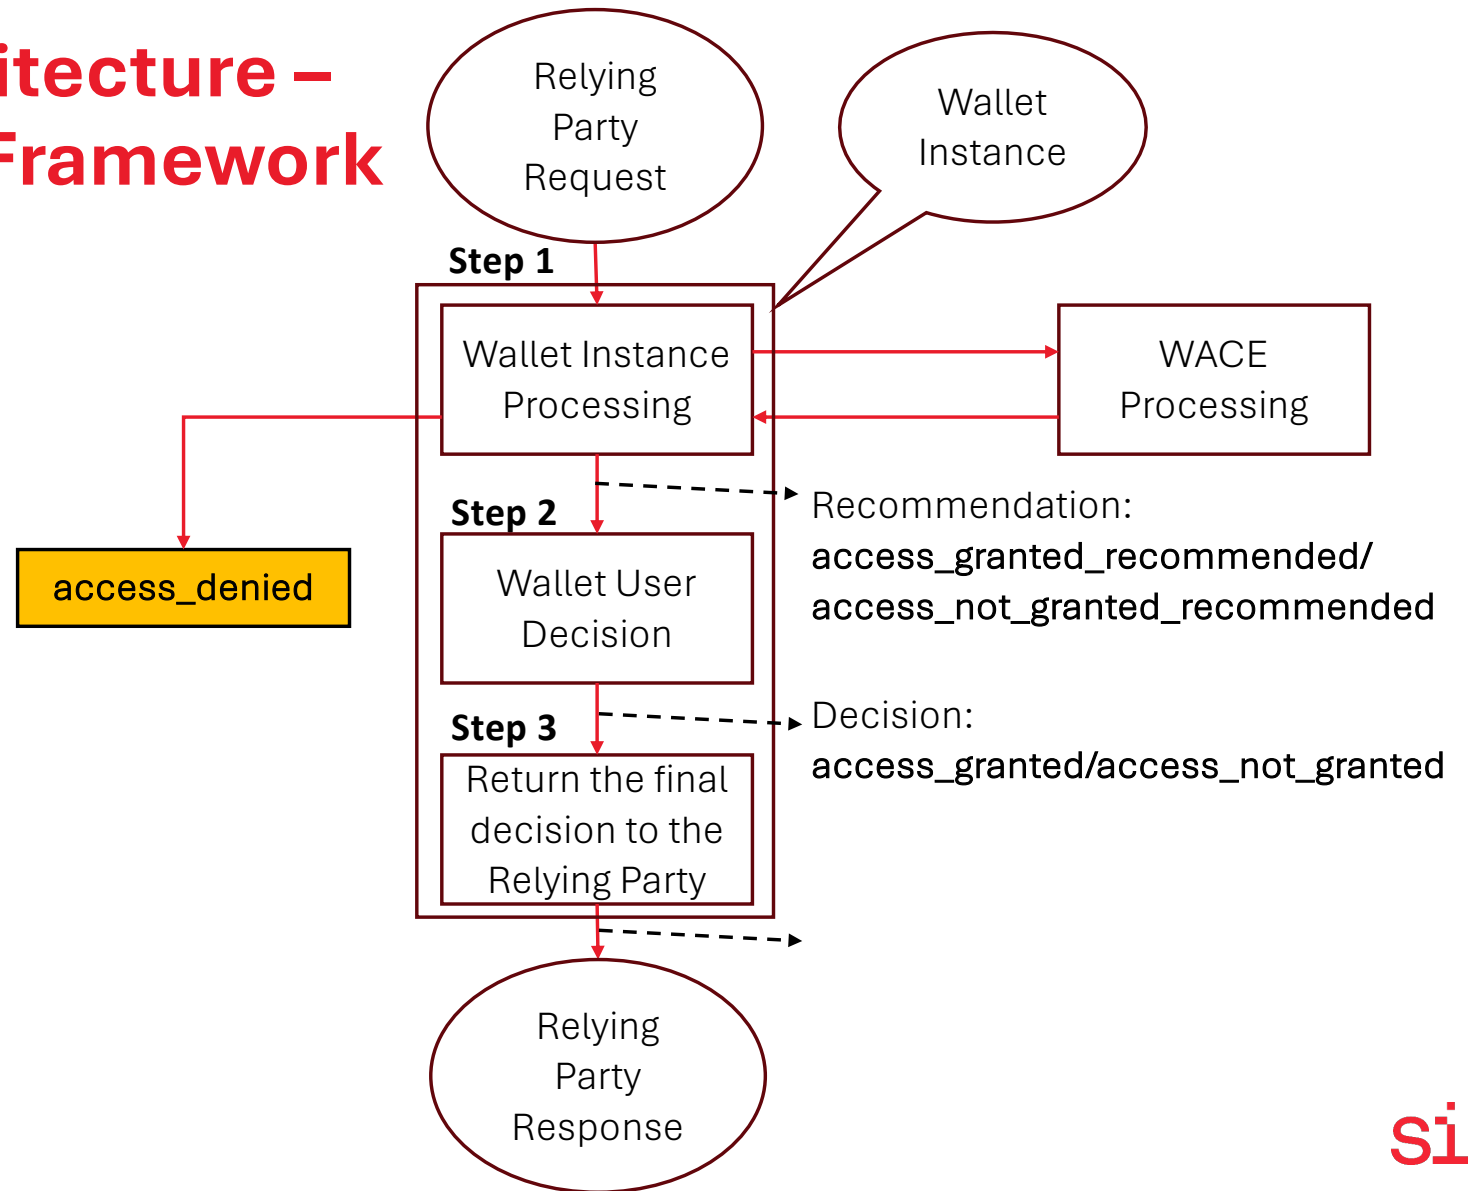 itecture –
Framework
Relying
Party
Request
Wallet
Instance
Step 1
Wallet Instance
Processing
WACE
Processing
Recommendation:
access_granted_recommended/
access_not_granted_recommended
Step 2
access_denied
Wallet User
Decision
Decision:
access_granted/access_not_granted
Step 3
Return the final
decision to the
Relying Party
Relying
Party
Response
si